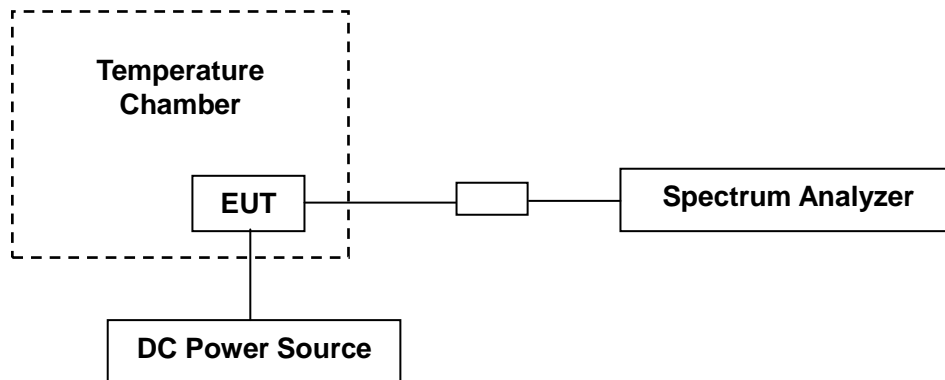 Temperature
Chamber
EUT
Spectrum Analyzer
DC Power Source